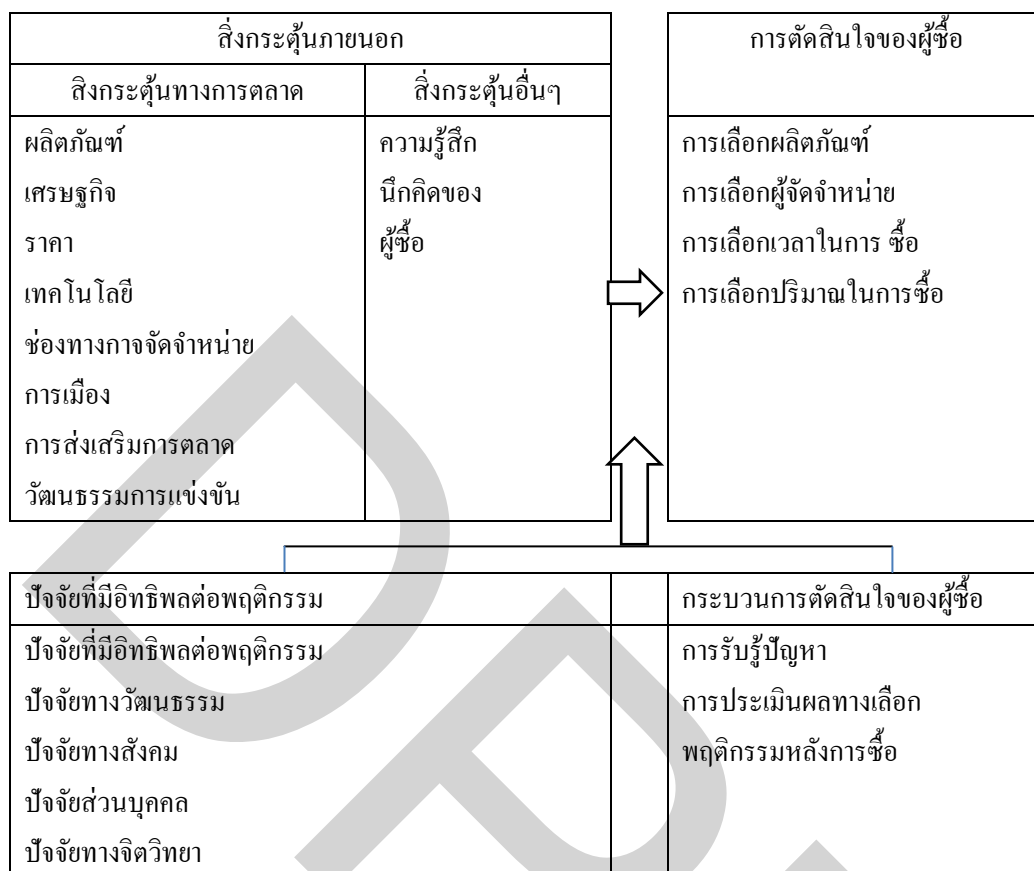 สิ่งกระตุ้นภายนอก
การตัดสินใจของผู้ซื้อ
สิงกระตุ้นทางการตลาด
สิ่งกระตุ้นอื่นๆ
ผลิตภัณฑ์
เศรษฐกิจ
ราคา
เทคโนโลยี
ช่องทางกาจจัดจำหน่าย
การเมือง
การส่งเสริมการตลาด
วัฒนธรรมการแข่งขัน
ความรู้สึก
นึกคิดของ
ผู้ซื้อ
การเลือกผลิตภัณฑ์
การเลือกผู้จัดจำหน่าย
การเลือกเวลาในการ ซื้อ
การเลือกปริมาณในการซื้อ
ปัจจัยที่มีอิทธิพลต่อพฤติกรรม
กระบวนการตัดสินใจของผู้ซื้อ
ปัจจัยที่มีอิทธิพลต่อพฤติกรรม
ปัจจัยทางวัฒนธรรม
ปัจจัยทางสังคม
ปัจจัยส่วนบุคคล
ปัจจัยทางจิตวิทยา
การรับรู้ปัญหา
การประเมินผลทางเลือก
พฤติกรรมหลังการซื้อ